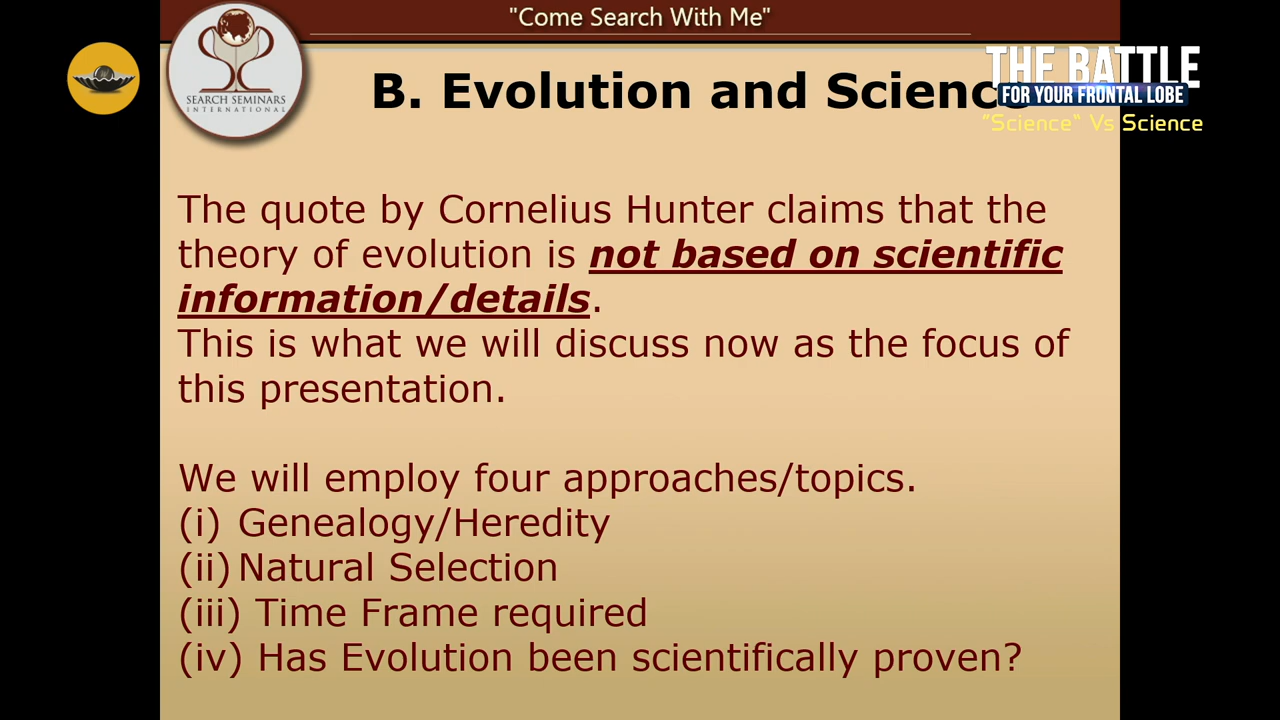 "Come Search With Me"
SEARCH SEMINARS
INTERNATIONAL
THE BATTLE
FOR YOUR FRONTAL LOBE
"Science" Vs Science
B. Evolution and Science
The quote by Cornelius Hunter claims that the
theory of evolution is not based on scientific
information/details.
This is what we will discuss now as the focus of
this presentation.
We will employ four approaches/topics.
(i) Genealogy/Heredity
(ii) Natural Selection
(iii) Time Frame required
(iv) Has Evolution been scientifically proven?